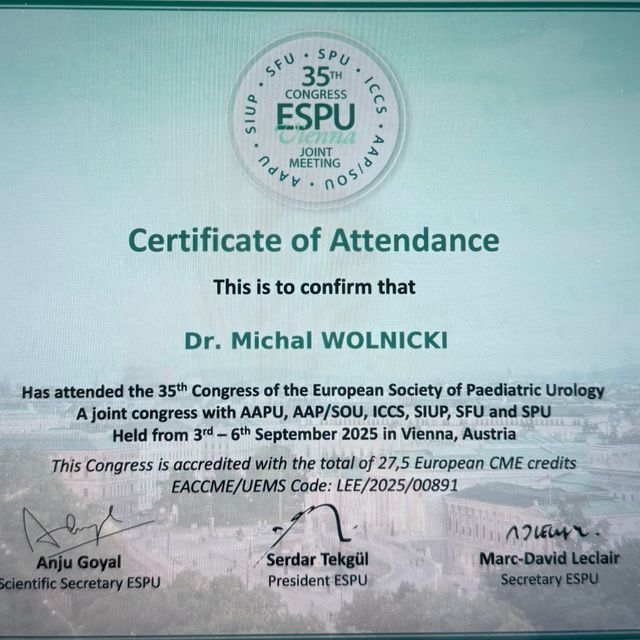 SIUP • SFU • SPU • ICCS • AAP/SOU • AAPU •
35TH
CONGRESS
ESPU
Vienna
JOINT
MEETING
Certificate of Attendance
This is to confirm that
Dr. Michal WOLNICKI
Has attended the 35th Congress of the European Society of Paediatric Urology
A joint congress with AAPU, AAP/SOU, ICCS, SIUP, SFU and SPU
Held from 3rd – 6th September 2025 in Vienna, Austria
This Congress is accredited with the total of 27,5 European CME credits
EACCME/UEMS Code: LEE/2025/00891
Anju Goyal
Scientific Secretary ESPU
Serdar Tekgül
President ESPU
Marc-David Leclair
Secretary ESPU